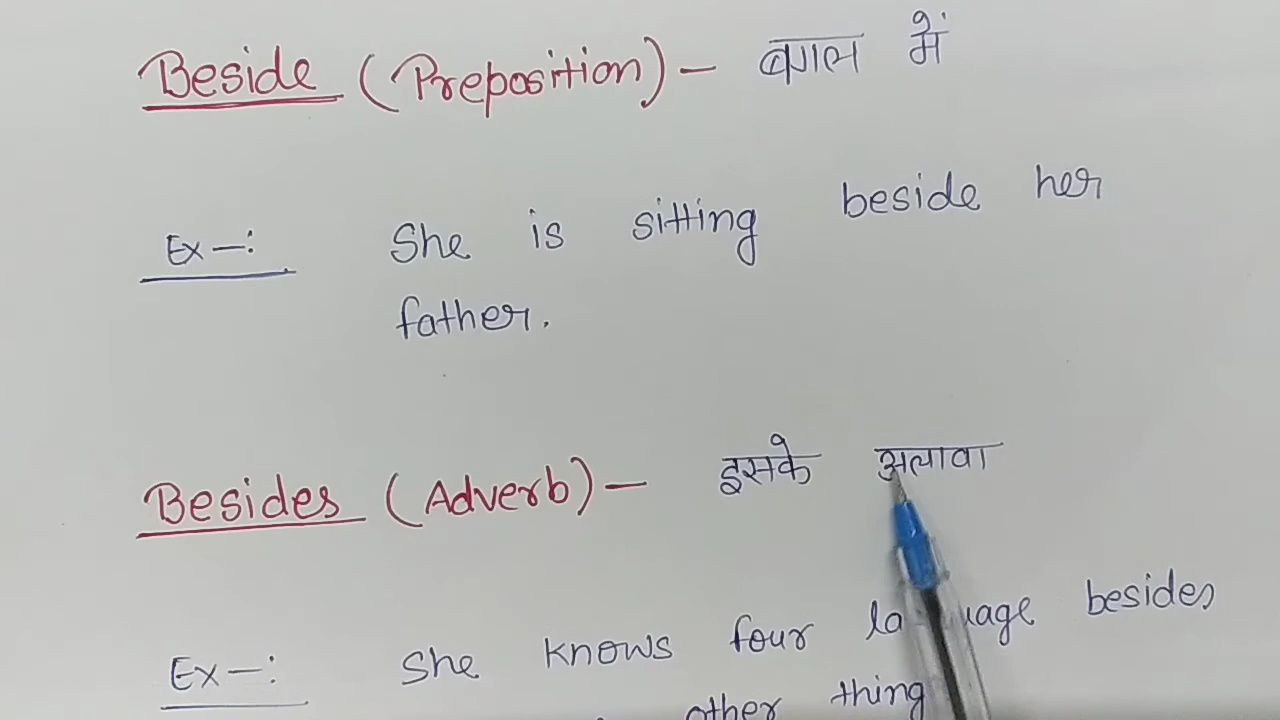 Beside (Preposition) – बगल में
Ex –: She is sitting beside her
father.
Besides (Adverb) – इसके अलावा
Ex –: She knows four besides
other thing